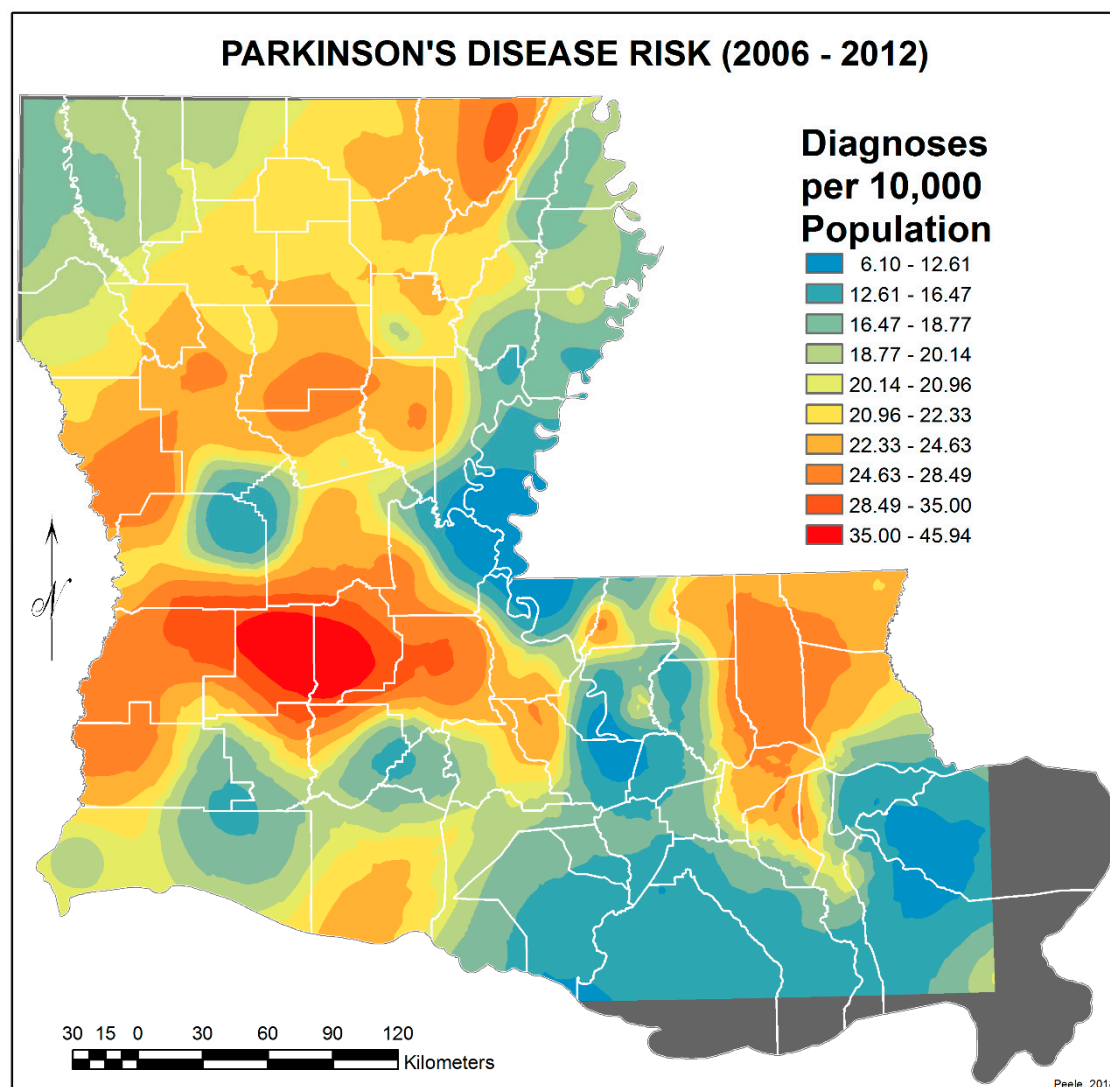 PARKINSON'S DISEASE RISK (2006 - 2012)
Diagnoses
per 10,000
Population
6.10 - 12.61
12.61 - 16.47
16.47 - 18.77
18.77 - 20.14
20.14 - 20.96
20.96 - 22.33
22.33 - 24.63
24.63 - 28.49
28.49 - 35.00
35.00 - 45.94
N
30 15 0 30 60 90 120
Kilometers
Peele,